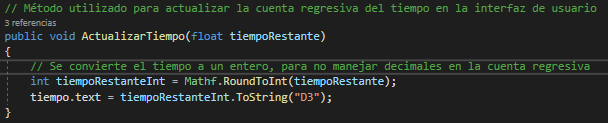 // Método utilizado para actualizar la cuenta regresiva del tiempo en la interfaz de usuario
3 referencias
public void ActualizarTiempo(float tiempoRestante)
{
// Se convierte el tiempo a un entero, para no manejar decimales en la cuenta regresiva
int tiempoRestanteInt = Mathf.RoundToInt(tiempoRestante);
tiempo.text = tiempoRestanteInt.ToString("D3");
}